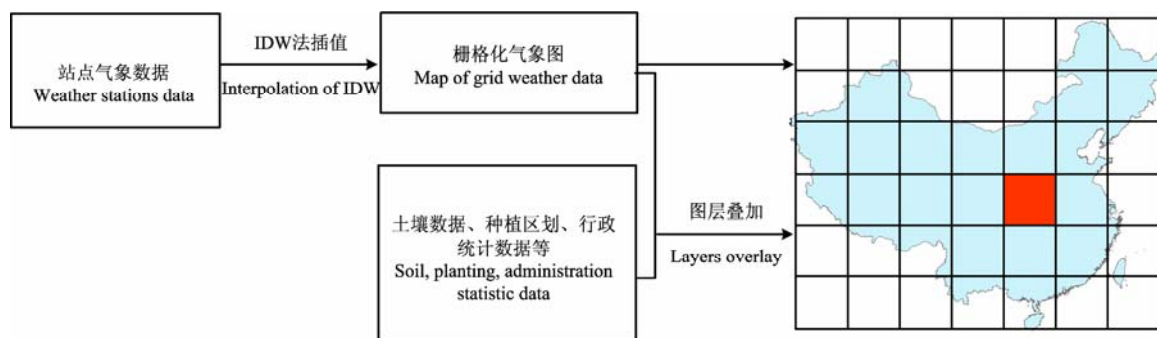 站点气象数据
Weather stations data
IDW法插值
Interpolation of IDW
栅格化气象图
Map of grid weather data
土壤数据、种植区划、行政
统计数据等
Soil, planting, administration
statistic data
图层叠加
Layers overlay